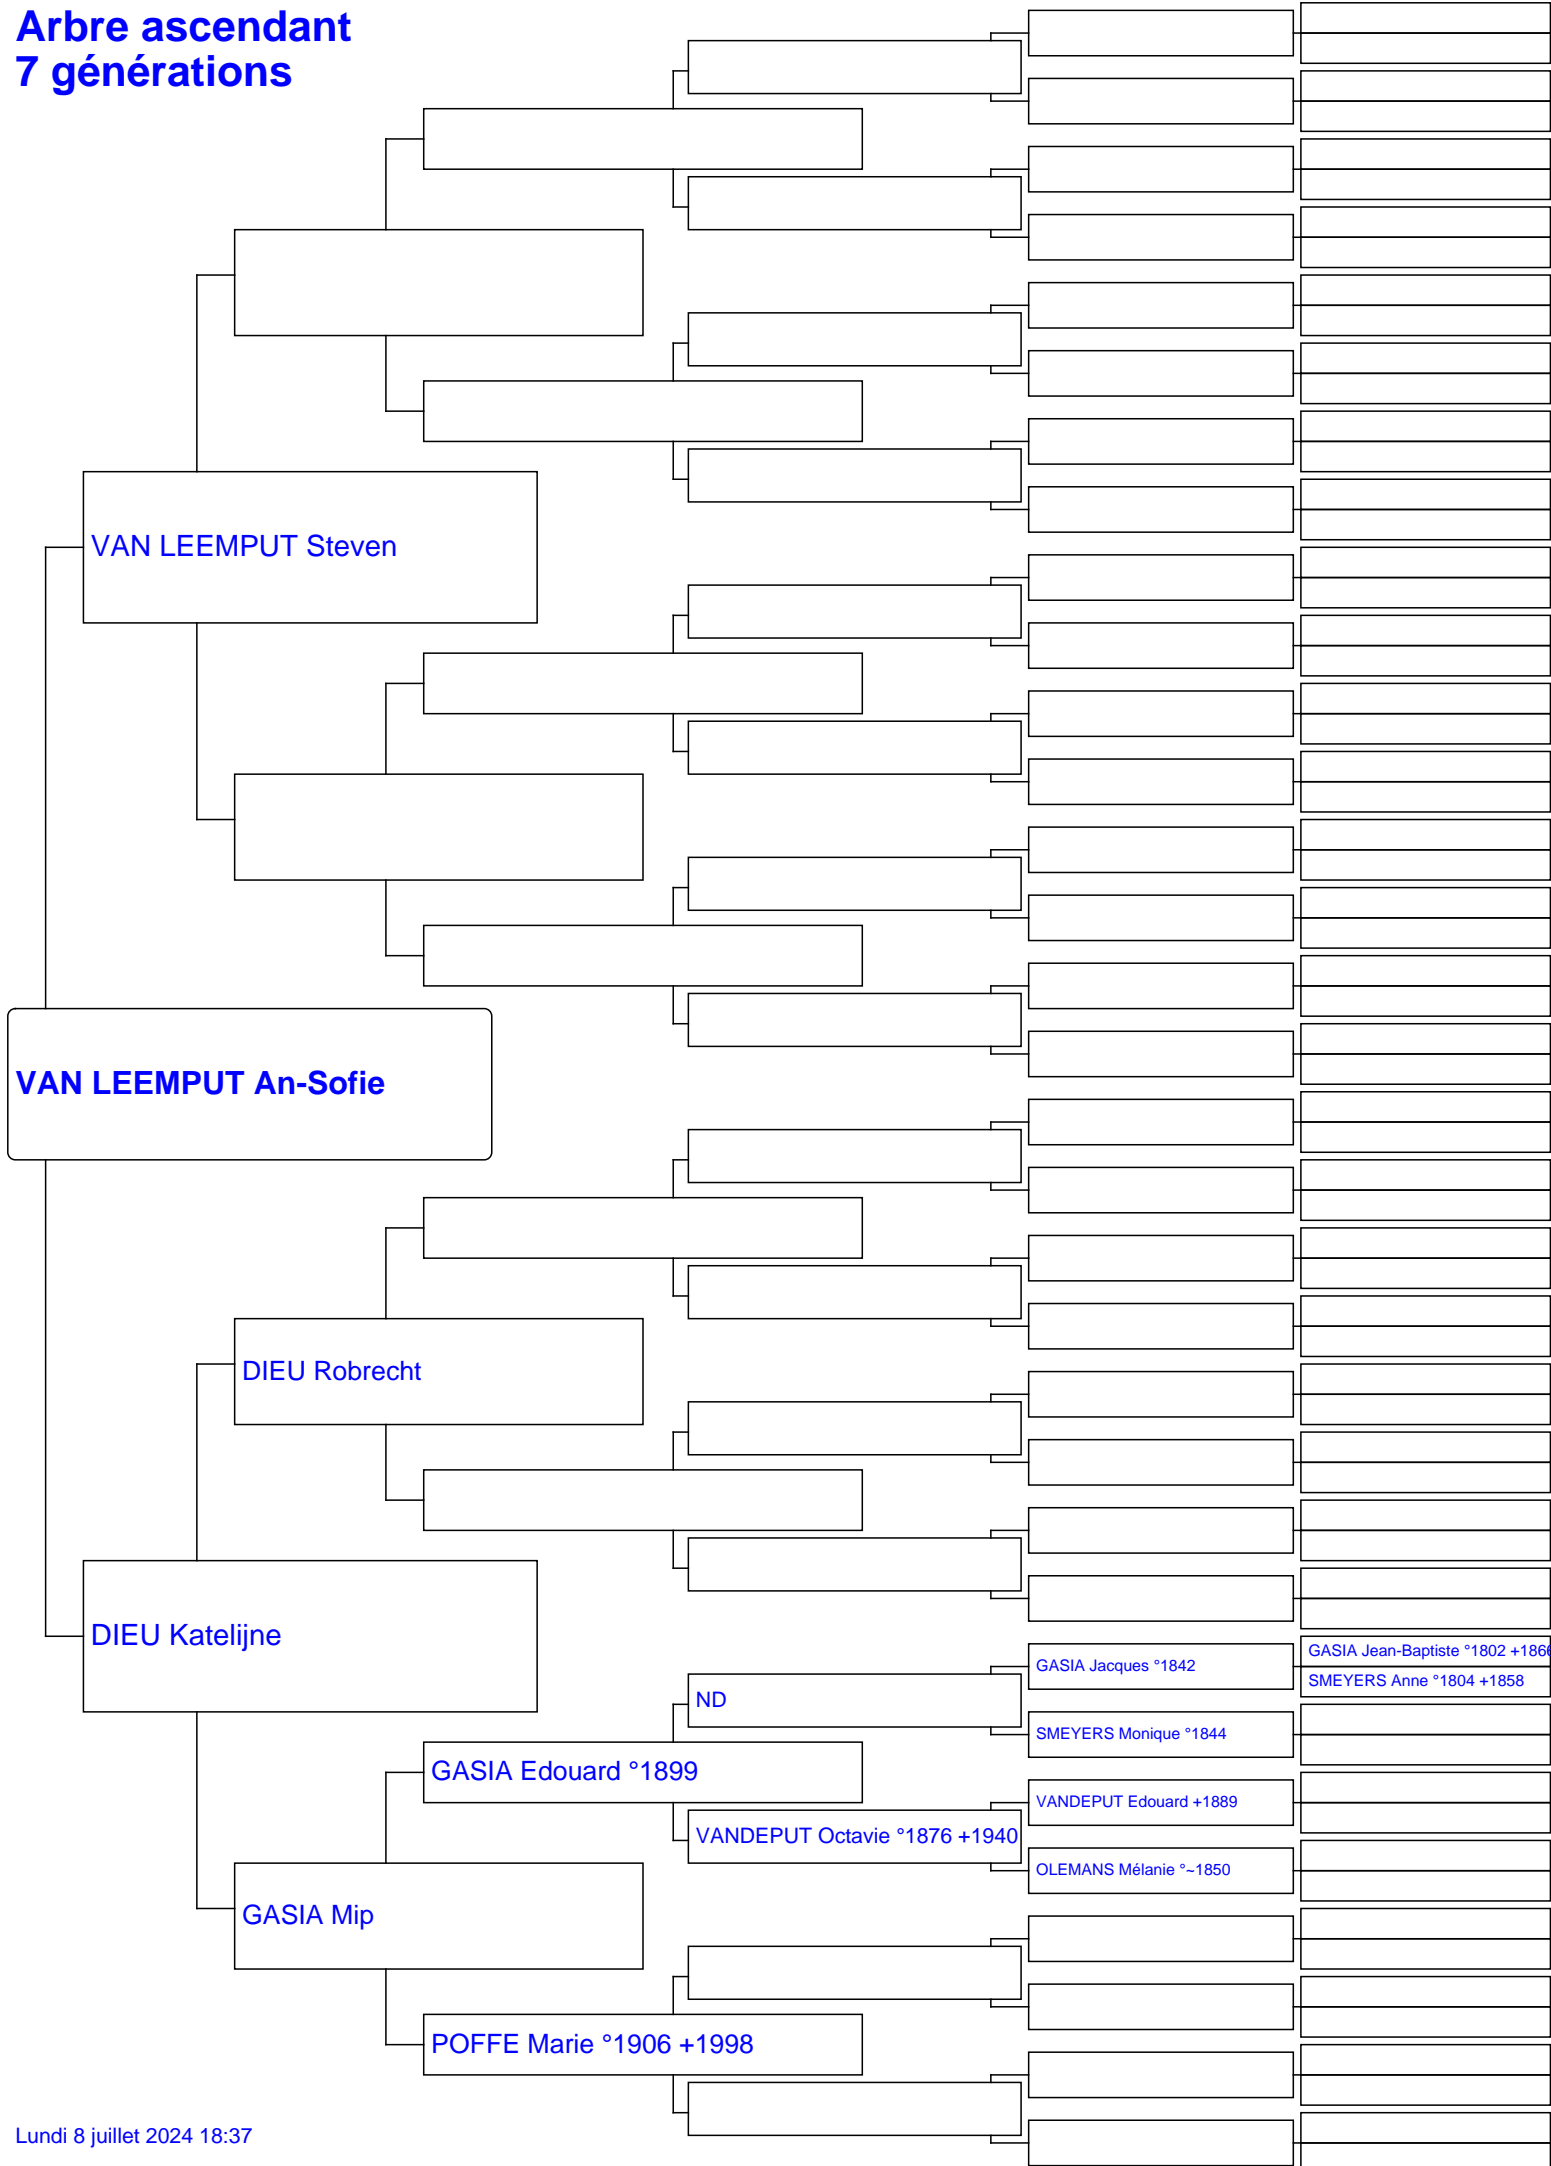 Arbre ascendant
7 générations
VAN LEEMPUT Steven
VAN LEEMPUT An-Sofie
DIEU Robrecht
DIEU Katelijne
GASIA Jean-Baptiste °1802 +1866
GASIA Jacques °1842
SMEYERS Anne °1804 +1858
ND
SMEYERS Monique °1844
GASIA Edouard °1899
VANDEPUT Edouard +1889
VANDEPUT Octavie °1876 +1940
OLEMANS Mélanie °~1850
GASIA Mip
POFFE Marie °1906 +1998
Lundi 8 juillet 2024 18:37